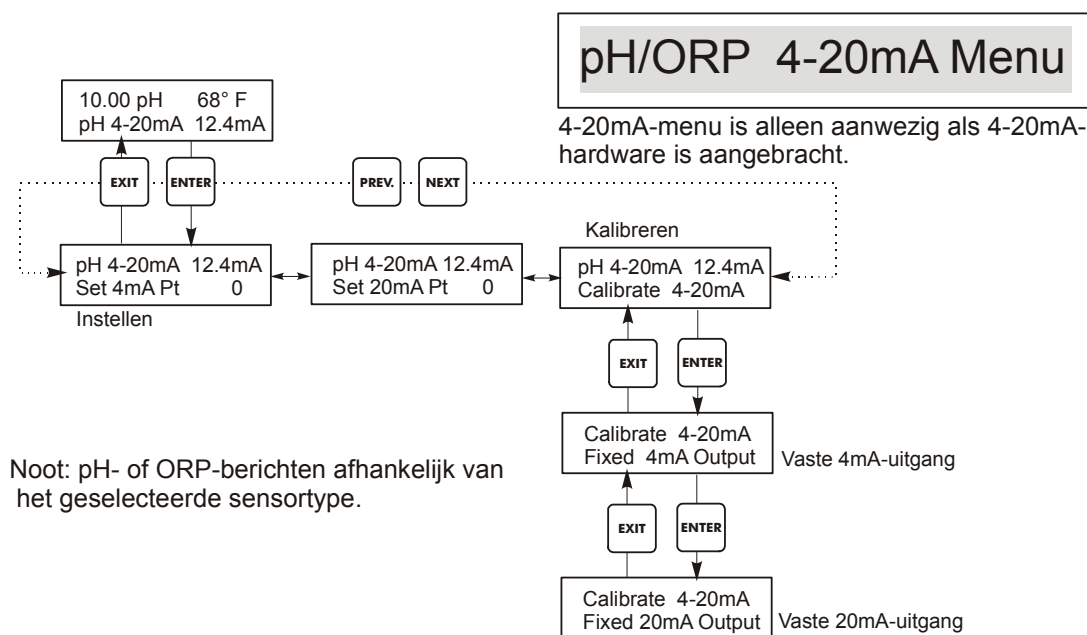 pH/ORP 4-20mA Menu
4-20mA-menu is alleen aanwezig als 4-20mA-
hardware is aangebracht.
10.00 pH 68° F
pH 4-20mA 12.4mA
EXIT
ENTER
PREV.
NEXT
pH 4-20mA 12.4mA
Set 4mA Pt 0
Instellen
pH 4-20mA 12.4mA
Set 20mA Pt 0
Kalibreren
pH 4-20mA 12.4mA
Calibrate 4-20mA
EXIT
ENTER
Calibrate 4-20mA
Fixed 4mA Output
Vaste 4mA-uitgang
Noot: pH- of ORP-berichten afhankelijk van
het geselecteerde sensortype.
EXIT
ENTER
Calibrate 4-20mA
Fixed 20mA Output
Vaste 20mA-uitgang